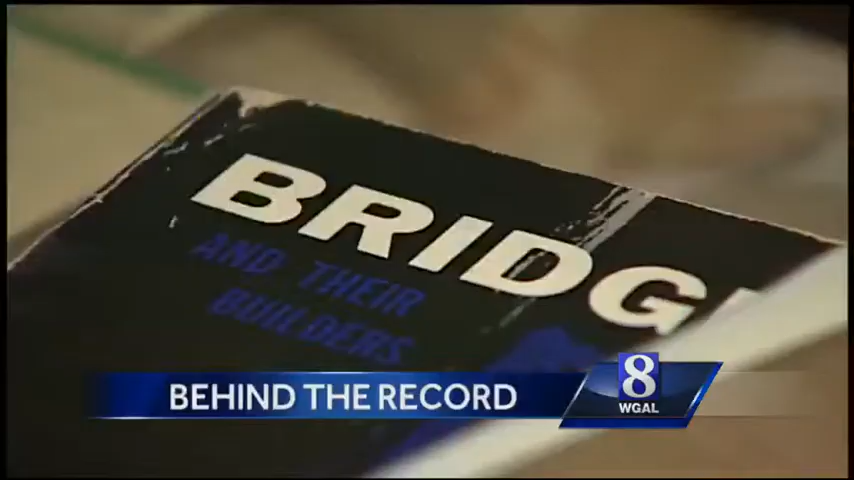 BRIDG
AND THEIR
BUILDERS
BEHIND THE RECORD
8
WGAL